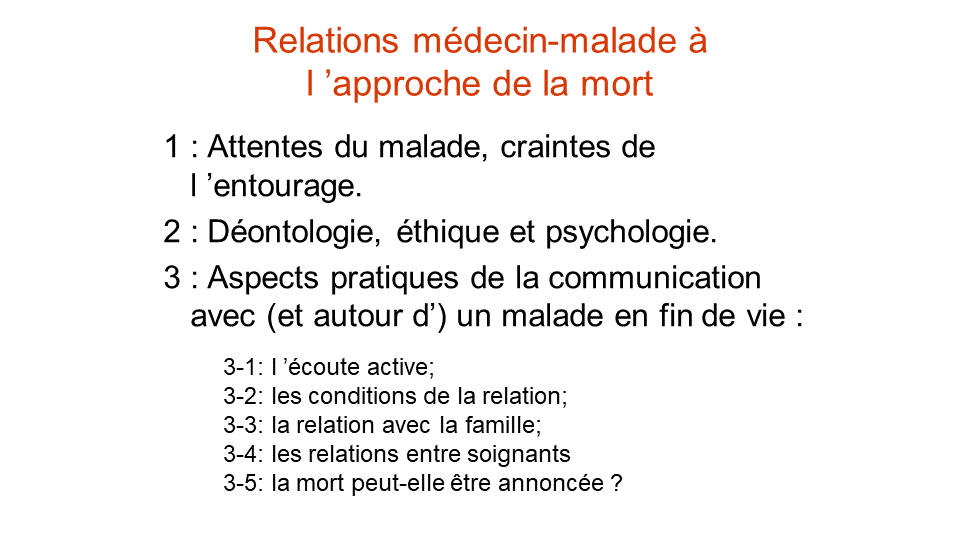 Relations médecin-malade à
l ’approche de la mort
1 : Attentes du malade, craintes de
l ’entourage.
2 : Déontologie, éthique et psychologie.
3 : Aspects pratiques de la communication
avec (et autour d’) un malade en fin de vie :
3-1: l ’écoute active;
3-2: les conditions de la relation;
3-3: la relation avec la famille;
3-4: les relations entre soignants
3-5: la mort peut-elle être annoncée ?